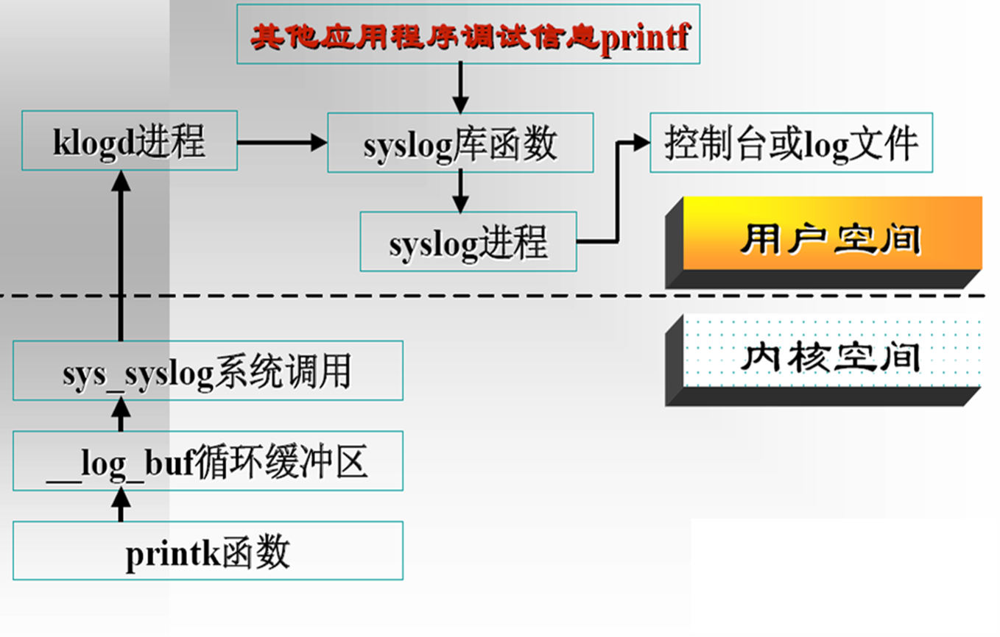 其他应用程序调试信息printf
klogd进程
syslog库函数
控制台或log文件
syslog进程
用户空间
内核空间
sys_syslog系统调用
__log_buf循环缓冲区
printk函数